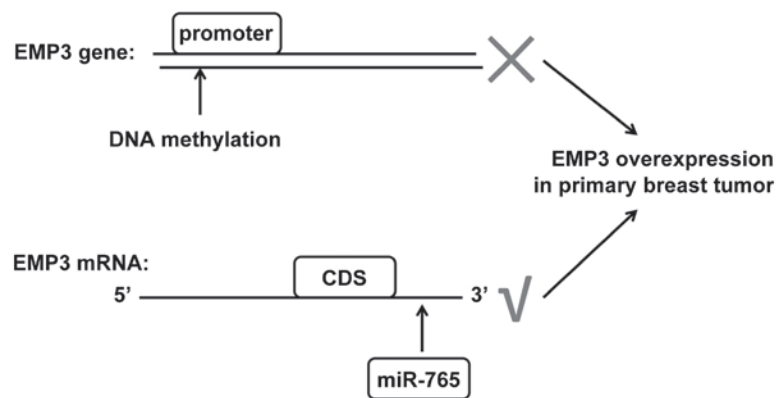 promoter
EMP3 gene:
DNA methylation
EMP3 overexpression
in primary breast tumor
EMP3 mRNA:
CDS
5’
3’
√
miR-765